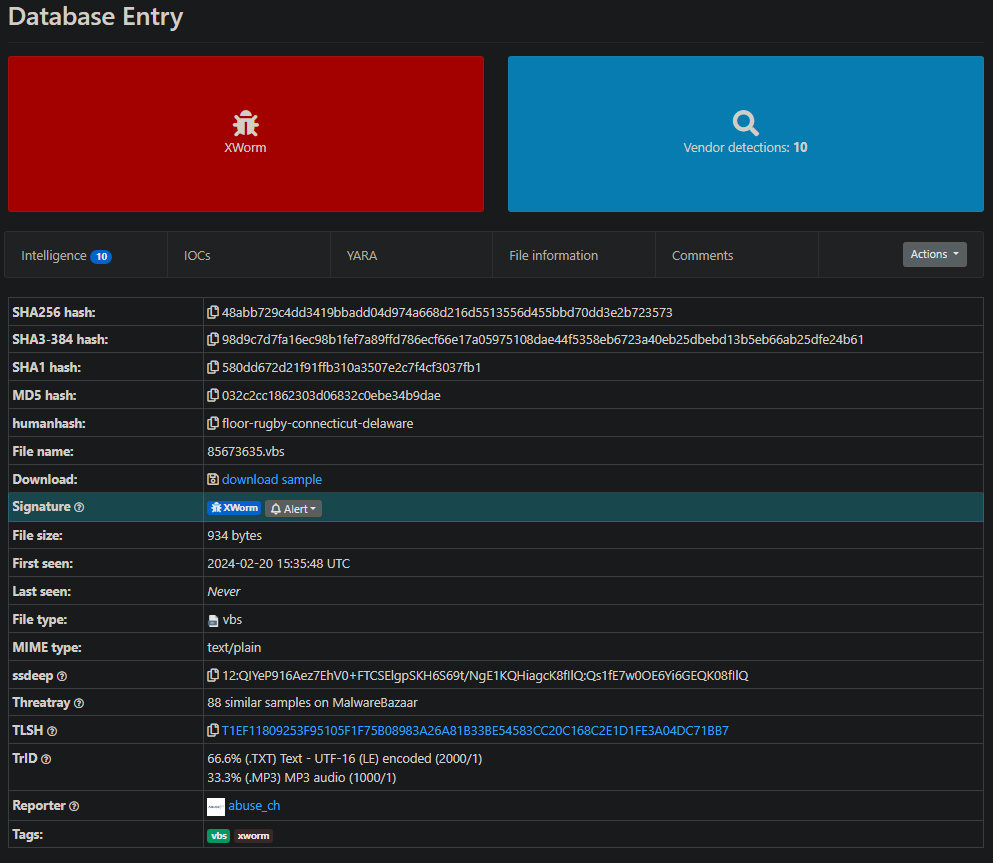 Database Entry
XWorm
Vendor detections: 10
Intelligence 10 IOCs YARA File information Comments Actions
SHA256 hash: 48abb729c4dd3419bbadd04d974a668d216d5513556d455bbd70dd3e2b723573
SHA3-384 hash: 98d9c7d7fa16ec98b1fef7a89ffd786ecf66e17a05975108dae44f5358eb6723a40eb25dbebd13b5eb66ab25dfe24b61
SHA1 hash: 580dd672d21f91ffb310a3507e2c7f4cf3037fb1
MD5 hash: 032c2cc1862303d06832c0ebe34b9dae
humanhash: floor-rugby-connecticut-delaware
File name: 85673635.vbs
Download: download sample
Signature XWorm Alert
File size: 934 bytes
First seen: 2024-02-20 15:35:48 UTC
Last seen: Never
File type: vbs
MIME type: text/plain
ssdeep 12:QIYeP916Aez7EhV0+FTCSElgpSKH6S69t/NgE1KQHiagcK8fIlQ:Qs1fE7w0OE6Yi6GEQK08fIlQ
Threatray 88 similar samples on MalwareBazaar
TLSH T1EF11809253F95105F1F75B08983A26A81B33BE54583CC20C168C2E1D1FE3A04DC71BB7
TrID 66.6% (.TXT) Text - UTF-16 (LE) encoded (2000/1)
33.3% (.MP3) MP3 audio (1000/1)
Reporter abuse_ch
Tags: vbs xworm